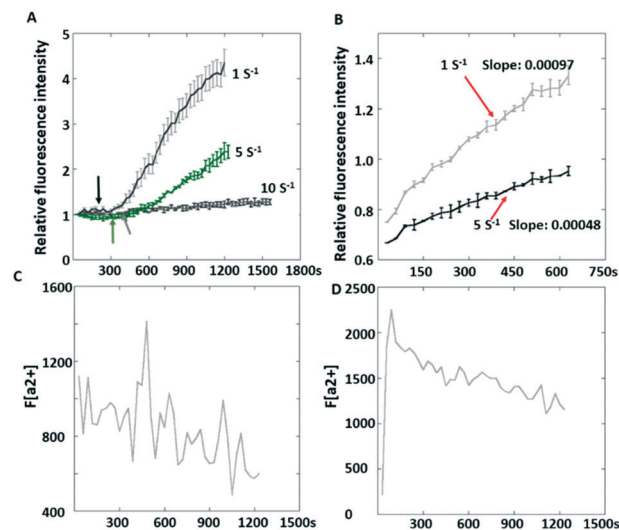 A
Relative fluorescence intensity
5
4
3
2
1
0
1 S-1
5 S-1
10 S-1
300 600 900 1200 1500 1800s
B
Relative fluorescence intensity
1.4
1.2
1.0
0.8
0.6
1 S-1 Slope: 0.00097
5 S-1 Slope: 0.00048
150 300 450 600 750s
C
F[a2+]
1600
1400
1000
800
400
300 600 900 1200 1500s
D
F[a2+]
2500
2000
1500
1000
500
0
300 600 900 1200 1500s